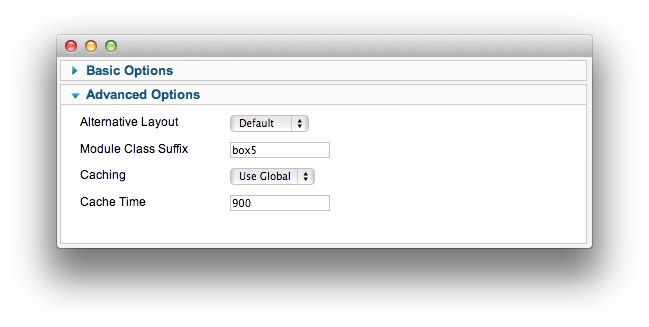 Basic Options
Advanced Options
Alternative Layout Default
Module Class Suffix box5
Caching Use Global
Cache Time 900